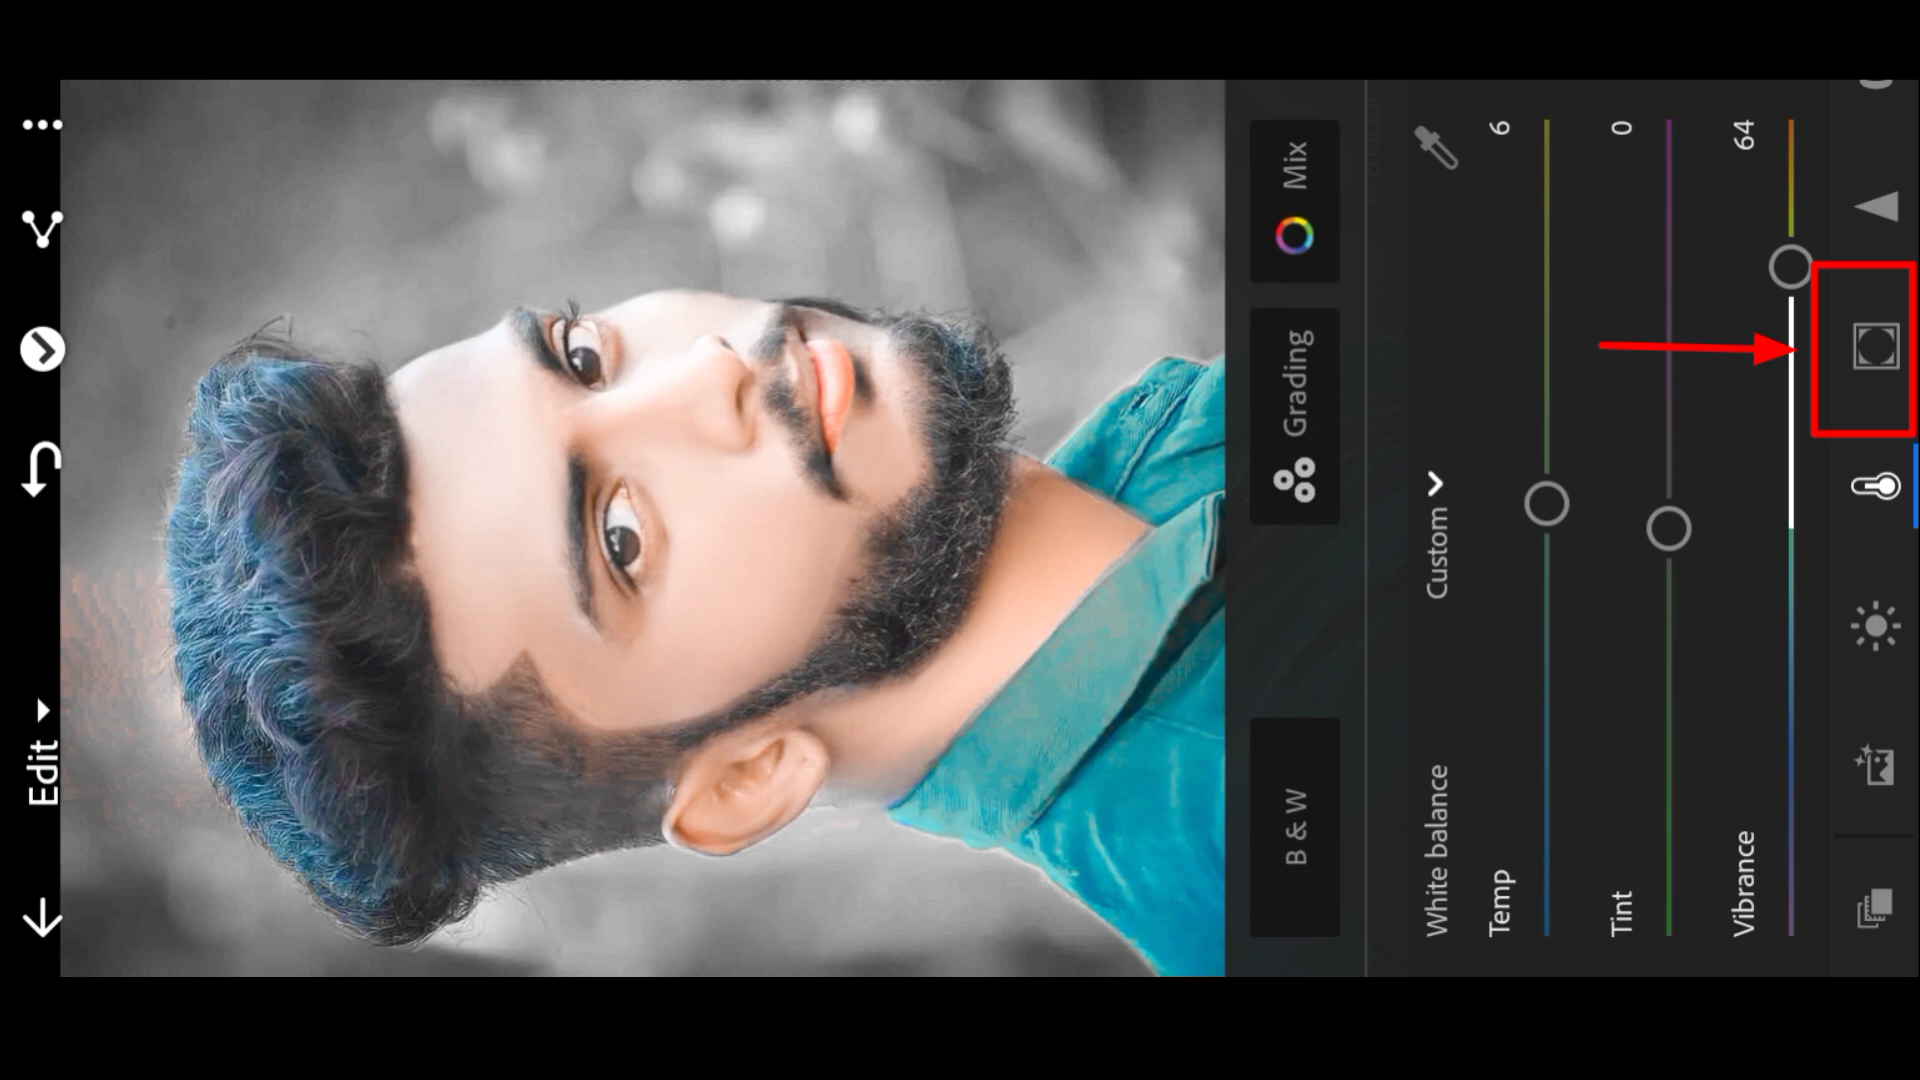 Edit
B & W
Grading
Mix
White balance
Custom
Temp
6
Tint
0
Vibrance
64